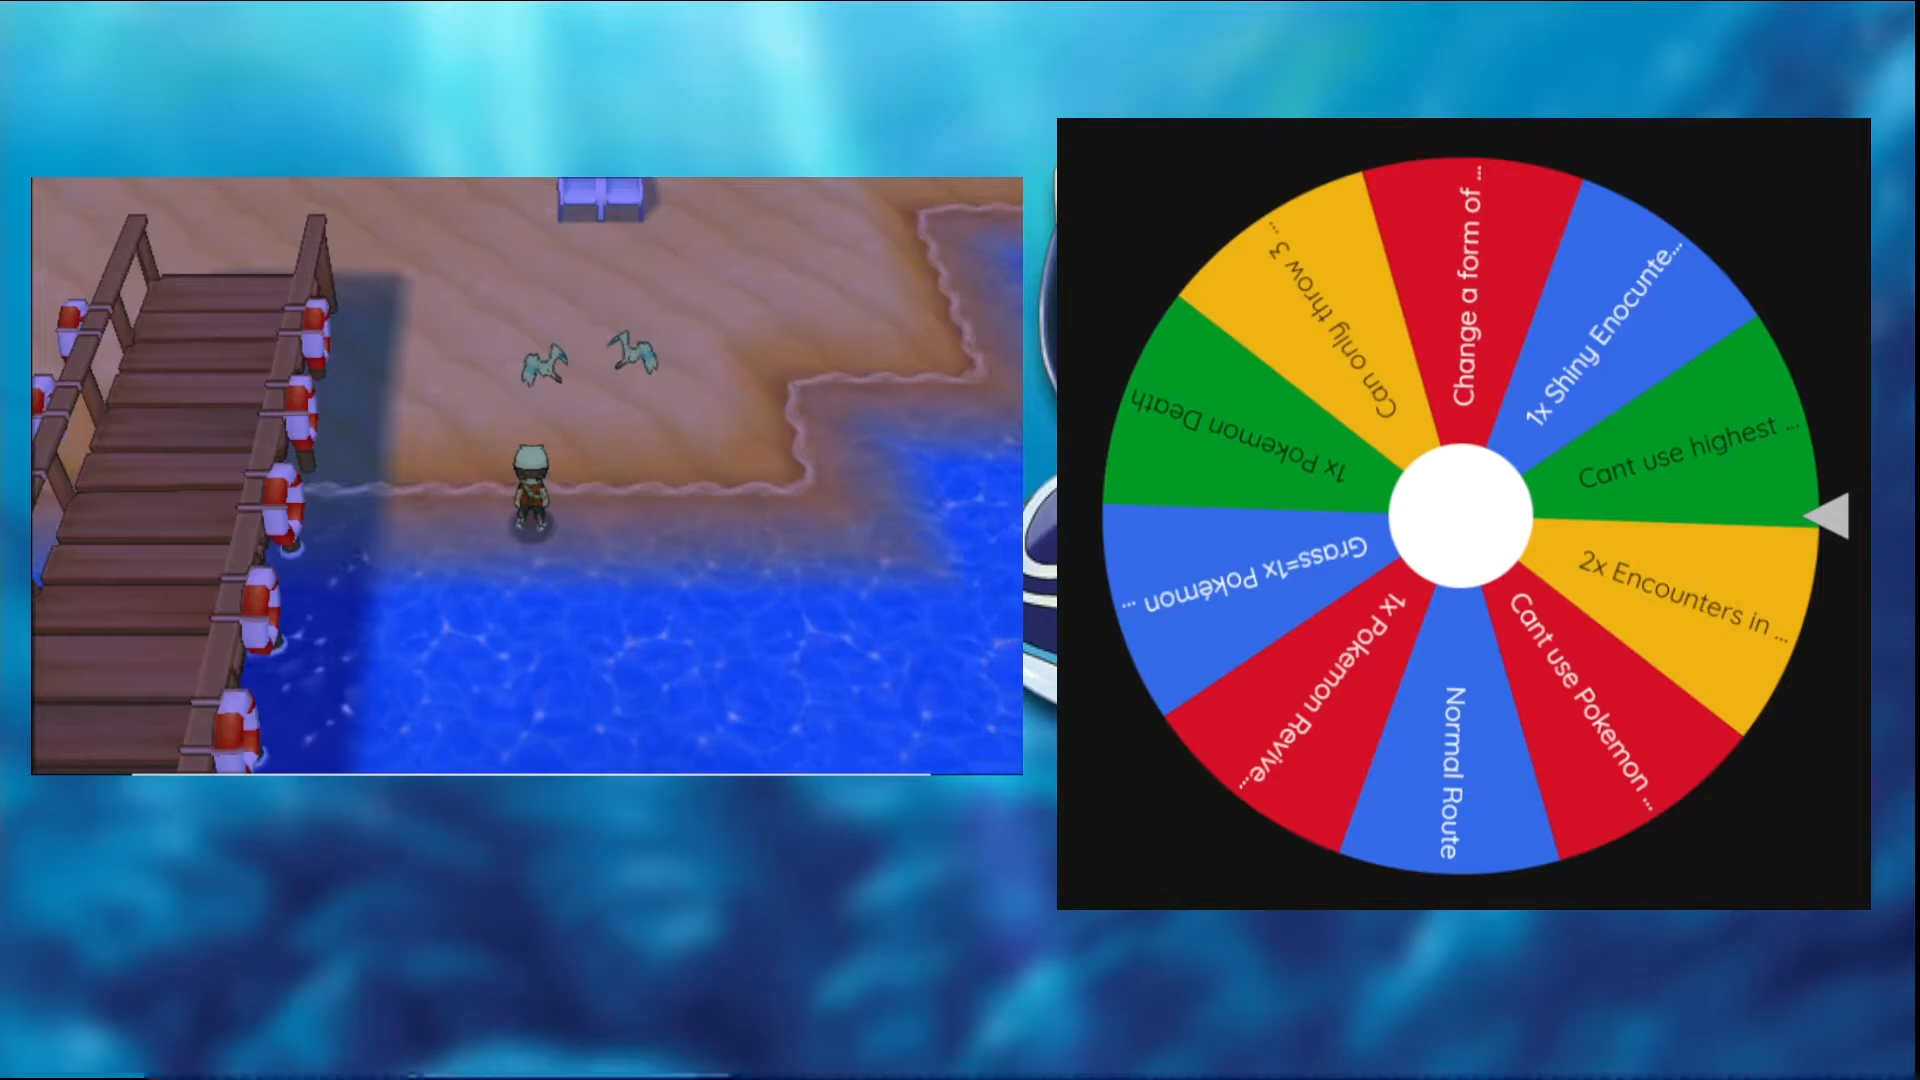 Change a form of ...
1x Shiny Enocunte...
Cant use highest ...
2x Encounters in ...
Cant use Pokemon ...
Normal Route
1x Pokemon Revive...
Grass=1x Pokémon ...
1x Pokemon Death
Can only throw 3 ...